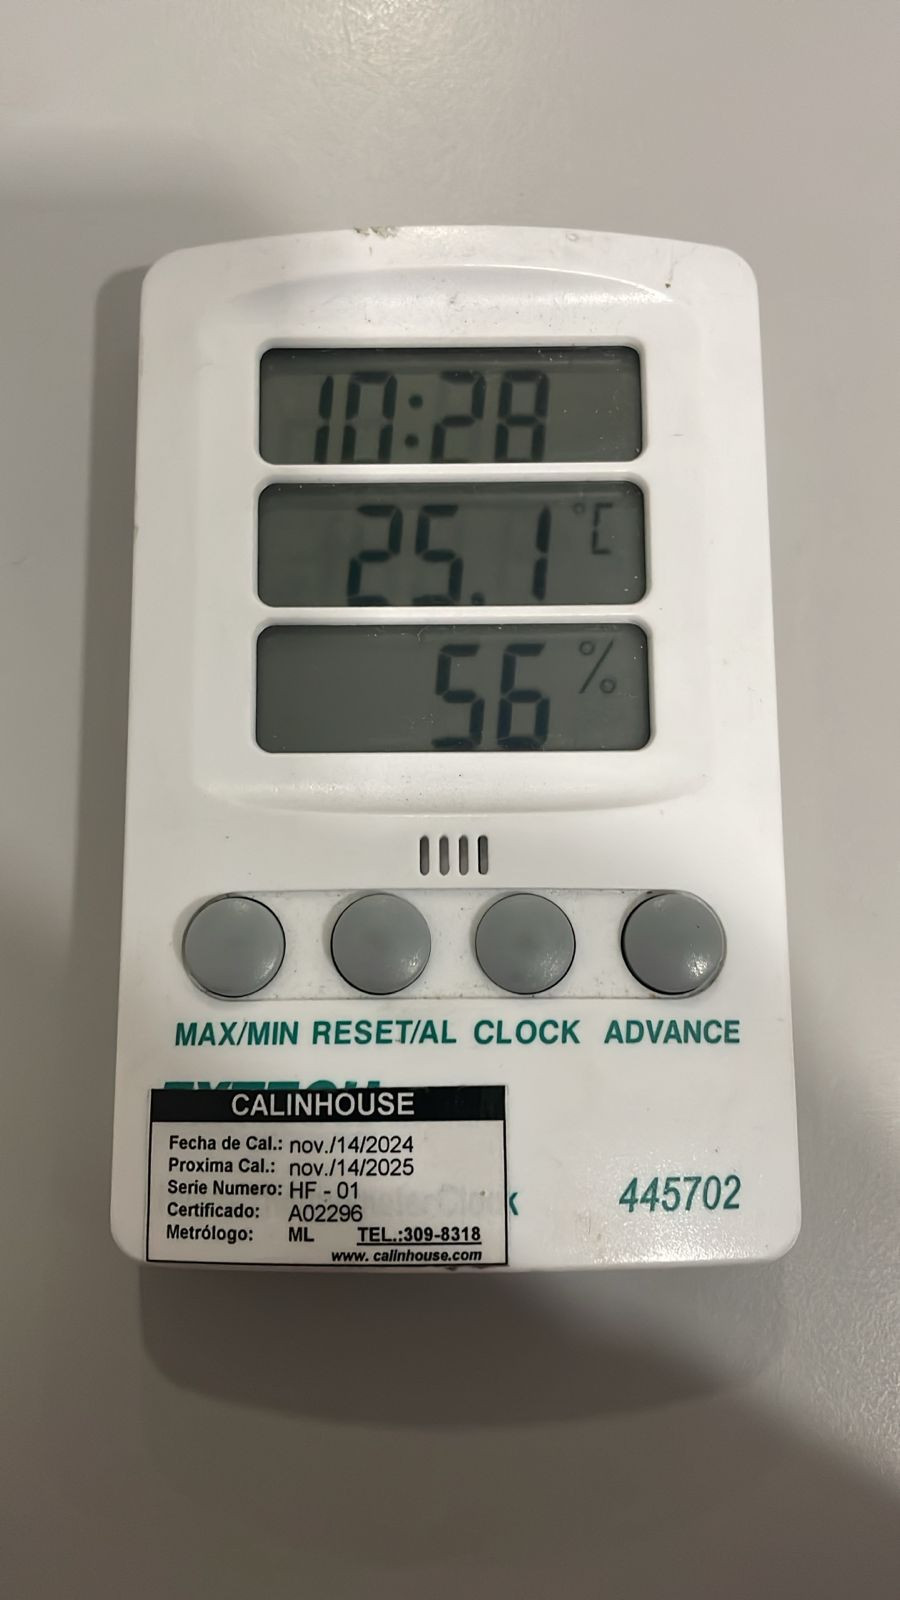 10:28
25.1 °C
56 %
MAX/MIN RESET/AL CLOCK ADVANCE
EXTECH
CALINHOUSE
Fecha de Cal.: nov./14/2024
Proxima Cal.: nov./14/2025
Serie Numero: HF - 01
Certificado: A02296
Metrólogo: ML TEL.:309-8318
www. calinhouse.com
445702